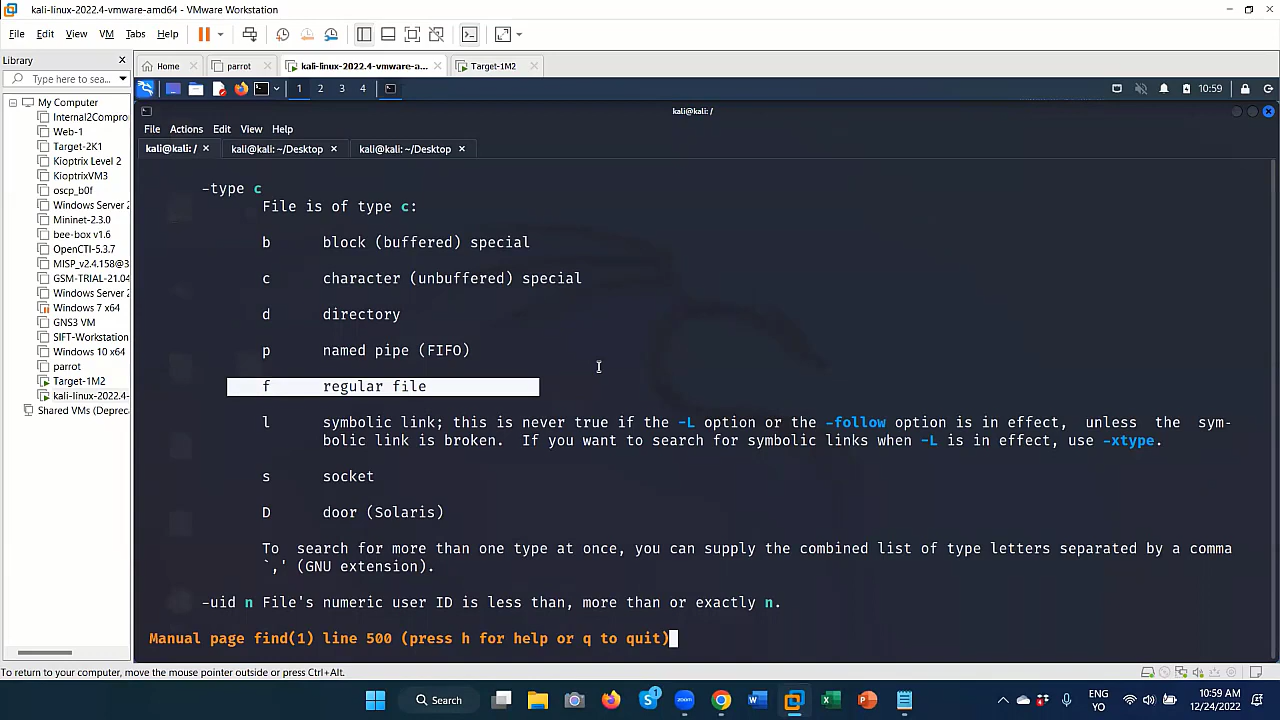 kali-linux-2022.4-vmware-amd64 - VMware Workstation
File Edit View VM Tabs Help
Library
Type here to sea...
Home
parrot
kali-linux-2022.4-vmware-a...
Target-1M2
My Computer
Internal2Compro
Web-1
Target-2K1
Kioptrix Level 2
KioptrixVM3
oscp_b0f
Windows Server 2
Mininet-2.3.0
bee-box v1.6
OpenCTI-5.3.7
MISP_v2.4.158@3
GSM-TRIAL-21.04
Windows Server 2
Windows 7 x64
GNS3 VM
SIFT-Workstation
Windows 10 x64
parrot
Target-1M2
kali-linux-2022.4-
Shared VMs (Deprec
1 2 3 4
10:59
kali@kali: /
File Actions Edit View Help
kali@kali: /
kali@kali: ~/Desktop
kali@kali: ~/Desktop
-type c
File is of type c:
b block (buffered) special
c character (unbuffered) special
d directory
p named pipe (FIFO)
f regular file
l symbolic link; this is never true if the -L option or the -follow option is in effect, unless the sym-
bolic link is broken. If you want to search for symbolic links when -L is in effect, use -xtype.
s socket
D door (Solaris)
To search for more than one type at once, you can supply the combined list of type letters separated by a comma
`,' (GNU extension).
-uid n File's numeric user ID is less than, more than or exactly n.
Manual page find(1) line 500 (press h for help or q to quit)
To return to your computer, move the mouse pointer outside or press Ctrl+Alt.
Search
zoom
ENG
YO
10:59 AM
12/24/2022